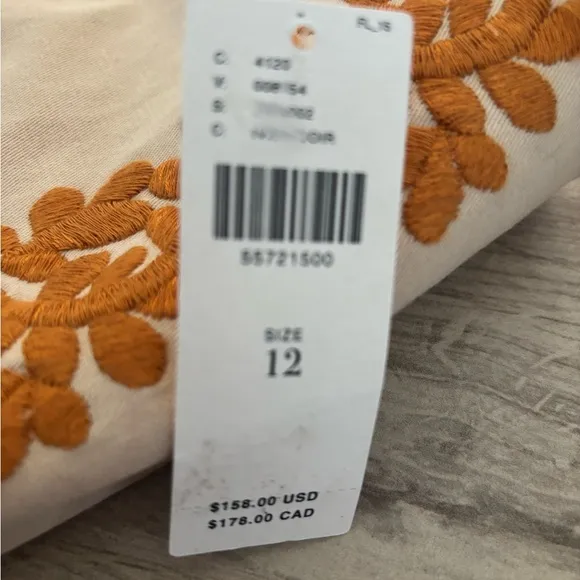 FL_15
C: 4120
V:
S:
C:
55721500
SIZE
12
$158.00 USD
$178.00 CAD